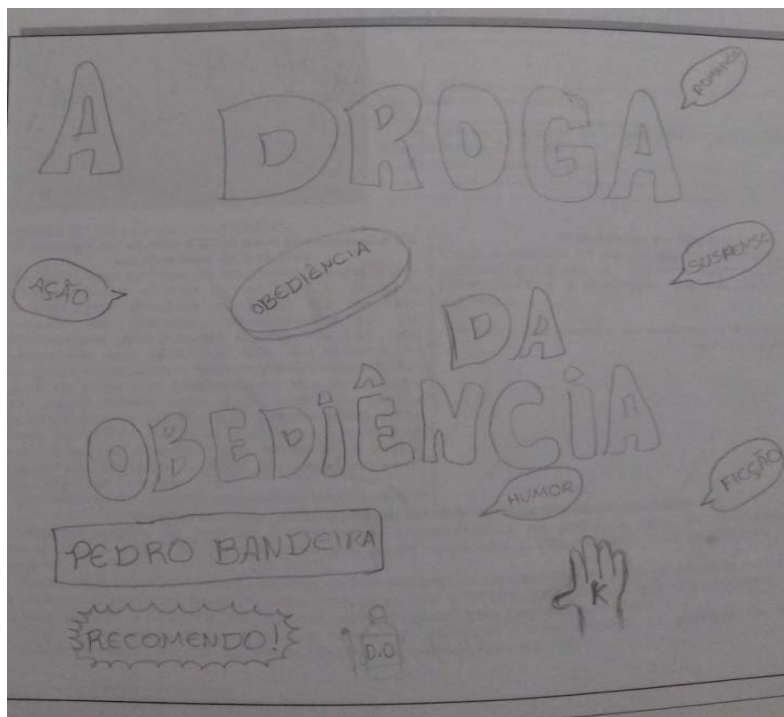 A DROGA
ROMANCE
AÇÃO
OBEDIÊNCIA
SUSPENSE
DA
OBEDIÊNCIA
HUMOR
FICÇÃO
PEDRO BANDEIRA
K
RECOMENDO!
D.O